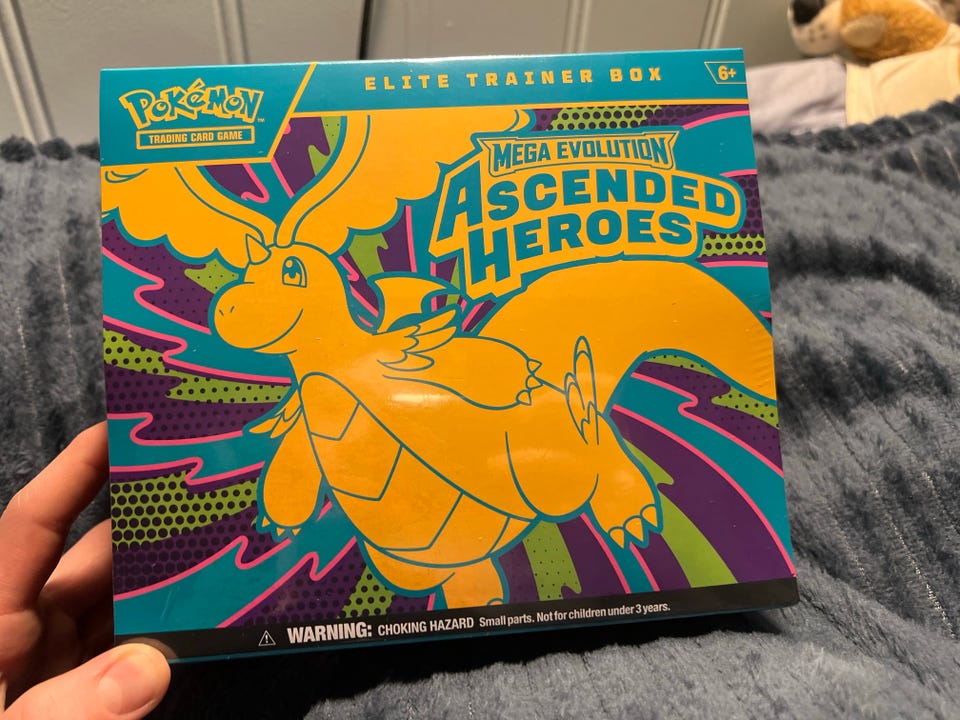 POKéMON™
TRADING CARD GAME
ELITE TRAINER BOX
6+
MEGA EVOLUTION
ASCENDED
HEROES
WARNING: CHOKING HAZARD Small parts. Not for children under 3 years.